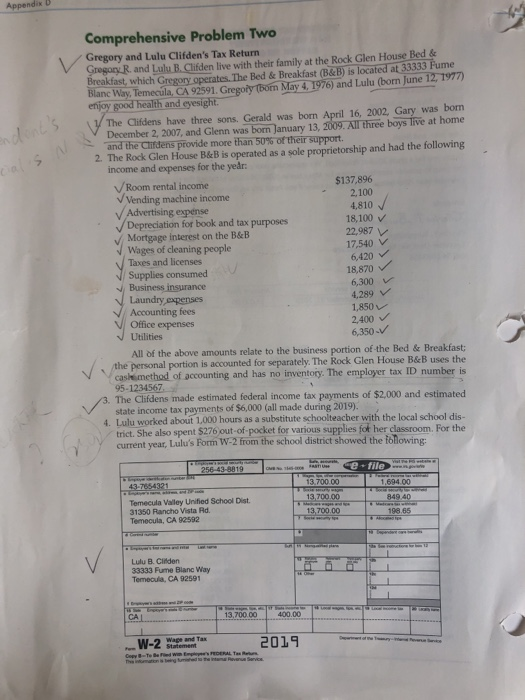 Appendix D
Comprehensive Problem Two
Gregory and Lulu Clifden's Tax Return
Gregory R. and Lulu B. Clifden live with their family at the Rock Glen House Bed &
Breakfast, which Gregory operates. The Bed & Breakfast (B&B) is located at 33333 Fume
Blanc Way, Temecula, CA 92591. Gregory (born May 4, 1976) and Lulu (born June 12, 1977)
enjoy good health and eyesight.
1. The Clifdens have three sons. Gerald was born April 16, 2002, Gary was born
December 2, 2007, and Glenn was born January 13, 2009. All three boys live at home
and the Clifdens provide more than 50% of their support.
2. The Rock Glen House B&B is operated as a sole proprietorship and had the following
income and expenses for the year:
Room rental income $137,896
Vending machine income 2,100
Advertising expense 4,810
Depreciation for book and tax purposes 18,100
Mortgage interest on the B&B 22,987
Wages of cleaning people 17,540
Taxes and licenses 6,420
Supplies consumed 18,870
Business insurance 6,300
Laundry expenses 4,289
Accounting fees 1,850
Office expenses 2,400
Utilities 6,350
All of the above amounts relate to the business portion of the Bed & Breakfast;
the personal portion is accounted for separately. The Rock Glen House B&B uses the
cash method of accounting and has no inventory. The employer tax ID number is
95-1234567.
3. The Clifdens made estimated federal income tax payments of $2,000 and estimated
state income tax payments of $6,000 (all made during 2019).
4. Lulu worked about 1,000 hours as a substitute schoolteacher with the local school dis-
trict. She also spent $276 out-of-pocket for various supplies for her classroom. For the
current year, Lulu's Form W-2 from the school district showed the following:
256-43-8819 e-file
43-7654321 13,700.00 1,694.00
Temecula Valley Unified School Dist 13,700.00 849.40
31350 Rancho Vista Rd. 13,700.00 198.65
Temecula, CA 92592
Lulu B. Clifden
33333 Fume Blanc Way
Temecula, CA 92591
CA 13,700.00 400.00
W-2 Wage and Tax Statement 2019